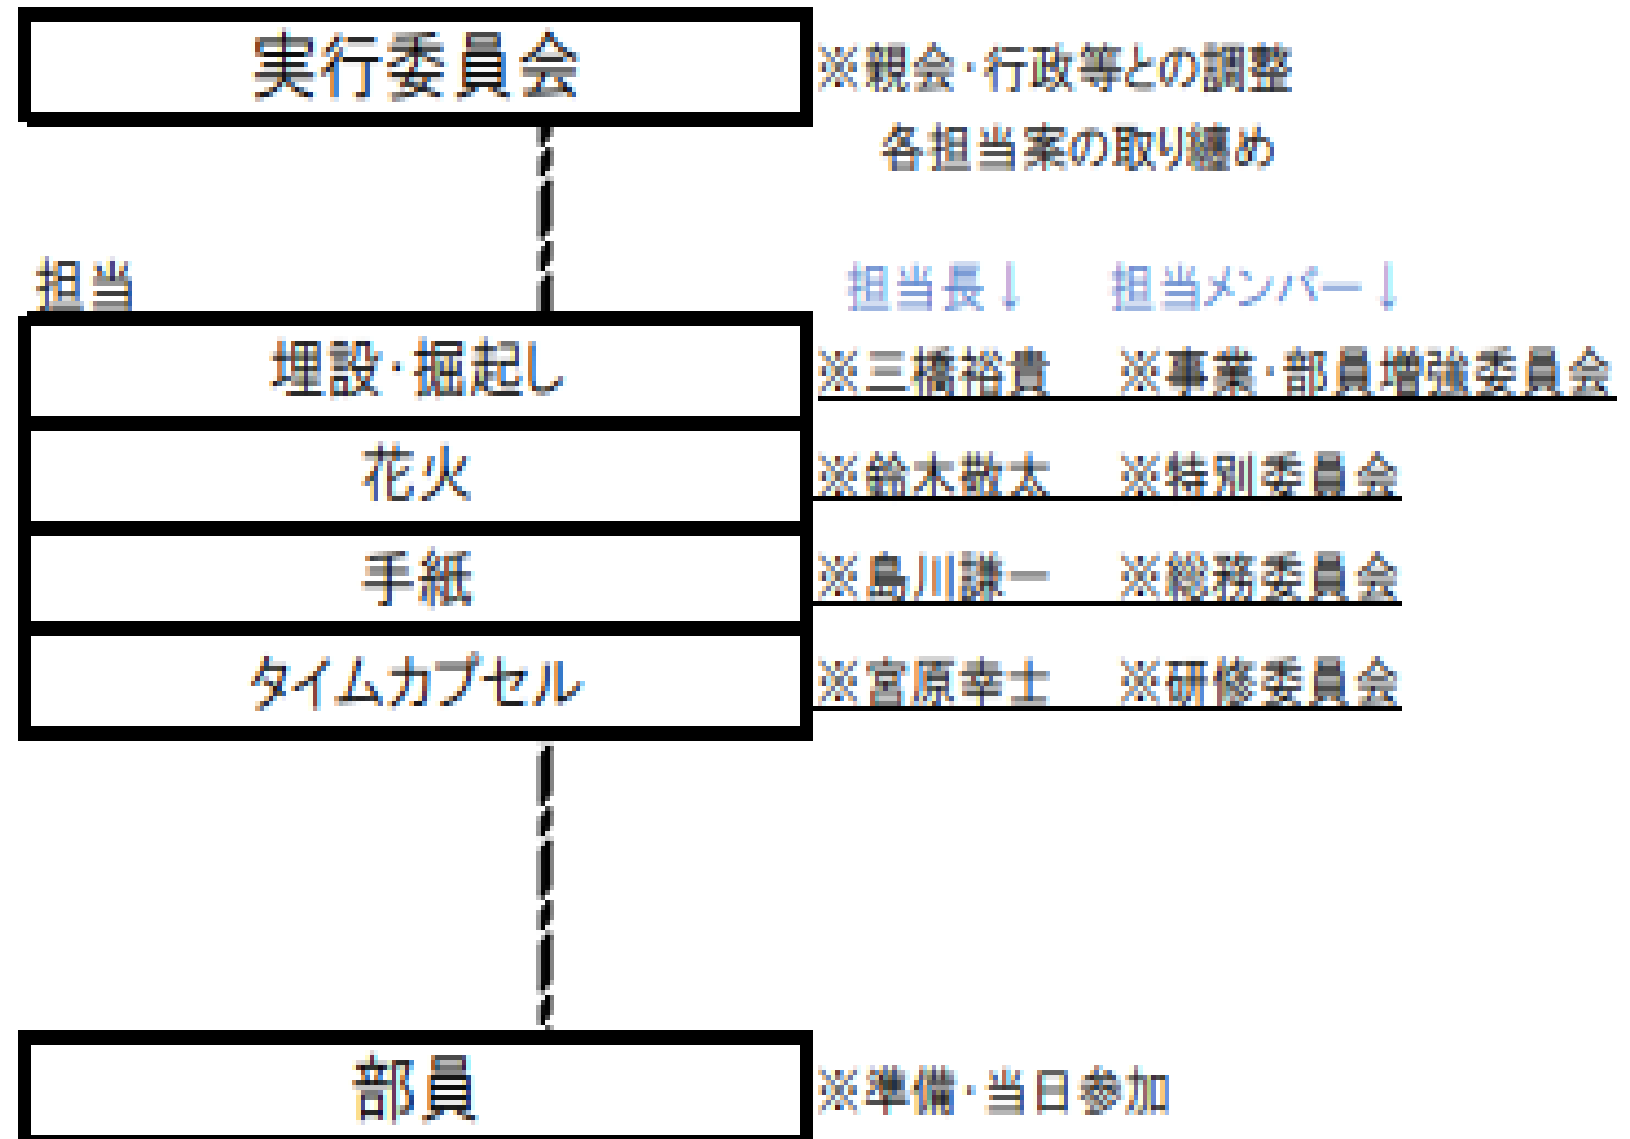 実行委員会 ※親会・行政等との調整
各担当案の取り纏め
担当 担当長↓ 担当メンバー↓
埋設・掘起し ※三橋裕貴 ※事業・部員増強委員会
花火 ※鈴木敬太 ※特別委員会
手紙 ※島川謙一 ※総務委員会
タイムカプセル ※宮原幸士 ※研修委員会
部員 ※準備・当日参加